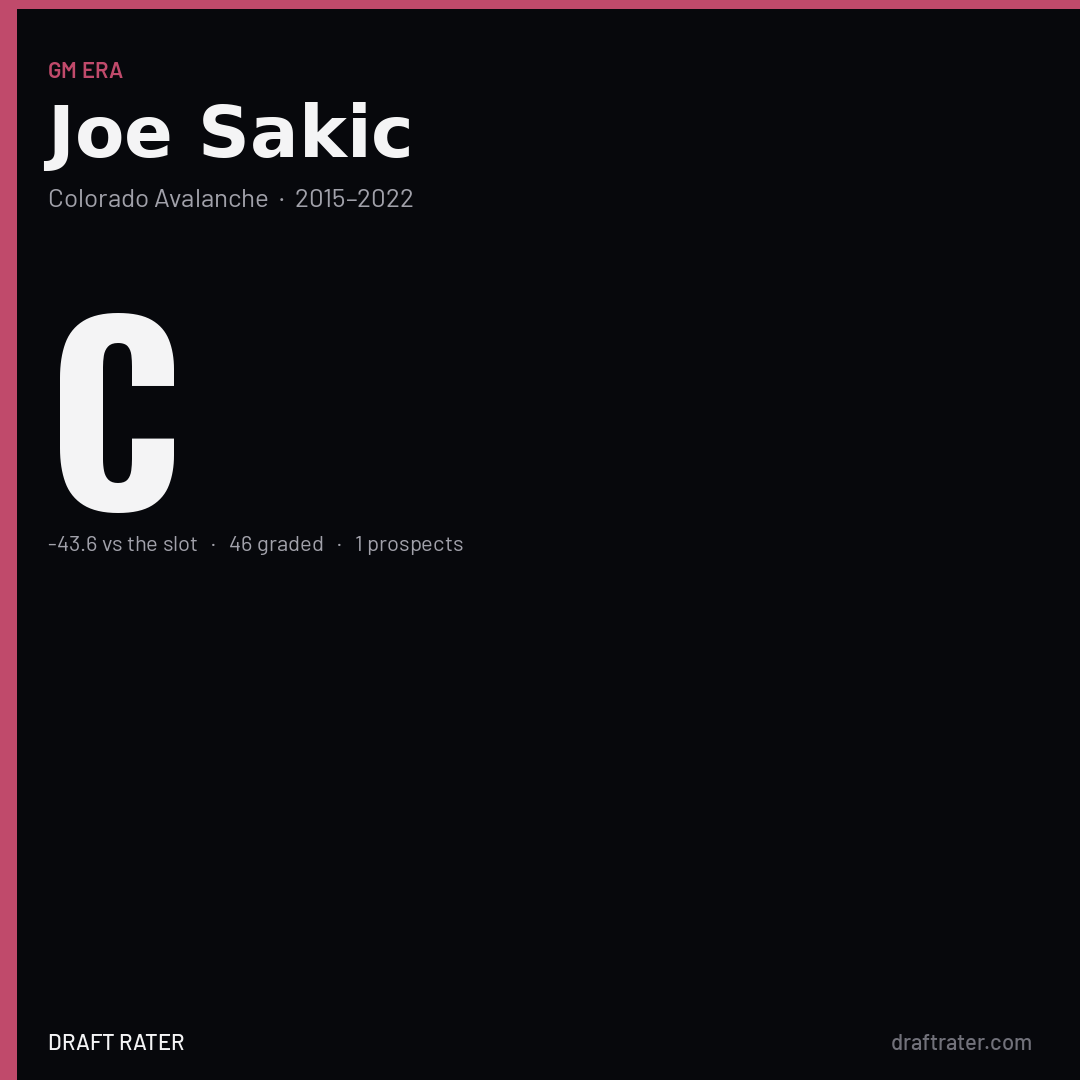 GM ERA
Joe Sakic
Colorado Avalanche · 2015–2022
C
-43.6 vs the slot · 46 graded · 1 prospects
DRAFT RATER
draftrater.com